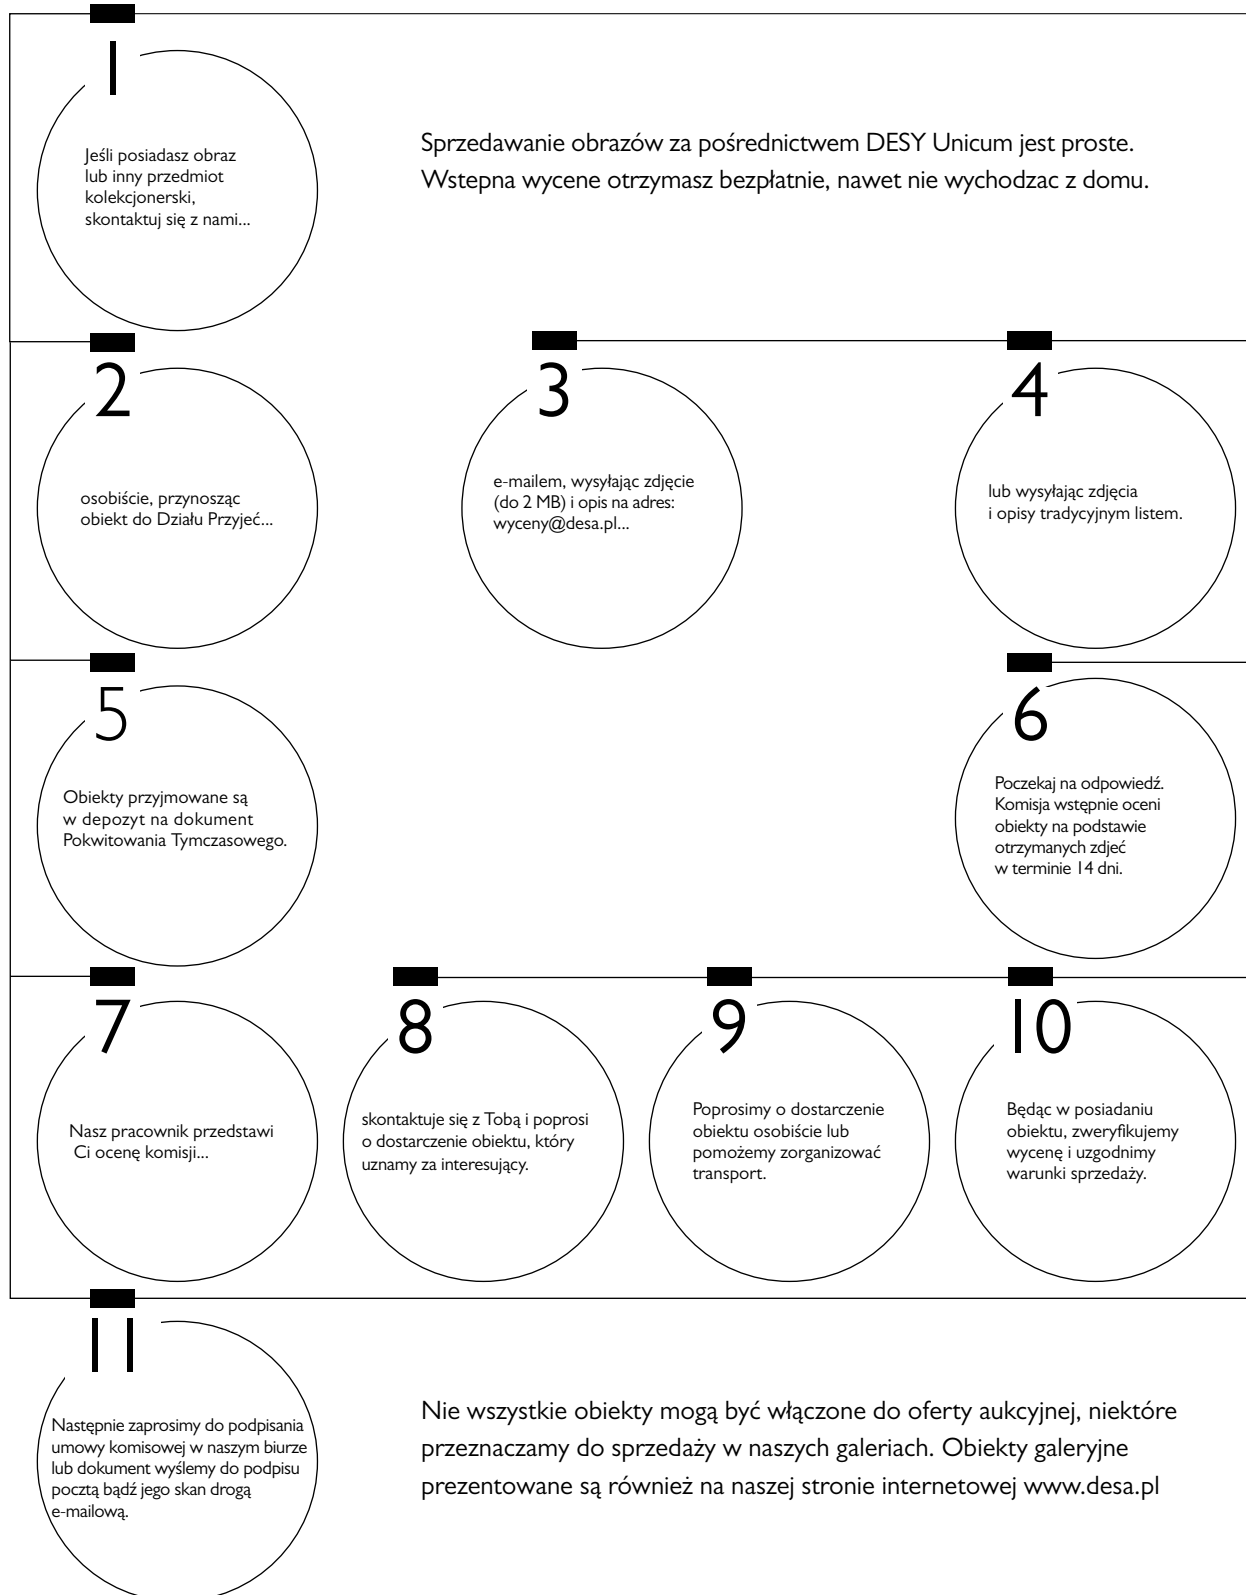 1
Jeśli posiadasz obraz
lub inny przedmiot
kolekcjonerski,
skontaktuj się z nami...
Sprzedawanie obrazów za pośrednictwem DESY Unicum jest proste.
Wstepna wycene otrzymasz bezpłatnie, nawet nie wychodzac z domu.
2
osobiście, przynosząc
obiekt do Działu Przyjeć...
3
e-mailem, wysyłając zdjęcie
(do 2 MB) i opis na adres:
wyceny@desa.pl...
4
lub wysyłając zdjęcia
i opisy tradycyjnym listem.
5
Obiekty przyjmowane są
w depozyt na dokument
Pokwitowania Tymczasowego.
6
Poczekaj na odpowiedź.
Komisja wstępnie oceni
obiekty na podstawie
otrzymanych zdjeć
w terminie 14 dni.
7
Nasz pracownik przedstawi
Ci ocenę komisji...
8
skontaktuje się z Tobą i poprosi
o dostarczenie obiektu, który
uznamy za interesujący.
9
Poprosimy o dostarczenie
obiektu osobiście lub
pomożemy zorganizować
transport.
10
Będąc w posiadaniu
obiektu, zweryfikujemy
wycenę i uzgodnimy
warunki sprzedaży.
11
Następnie zaprosimy do podpisania
umowy komisowej w naszym biurze
lub dokument wyślemy do podpisu
pocztą bądź jego skan drogą
e-mailową.
Nie wszystkie obiekty mogą być włączone do oferty aukcyjnej, niektóre
przeznaczamy do sprzedaży w naszych galeriach. Obiekty galeryjne
prezentowane są również na naszej stronie internetowej www.desa.pl